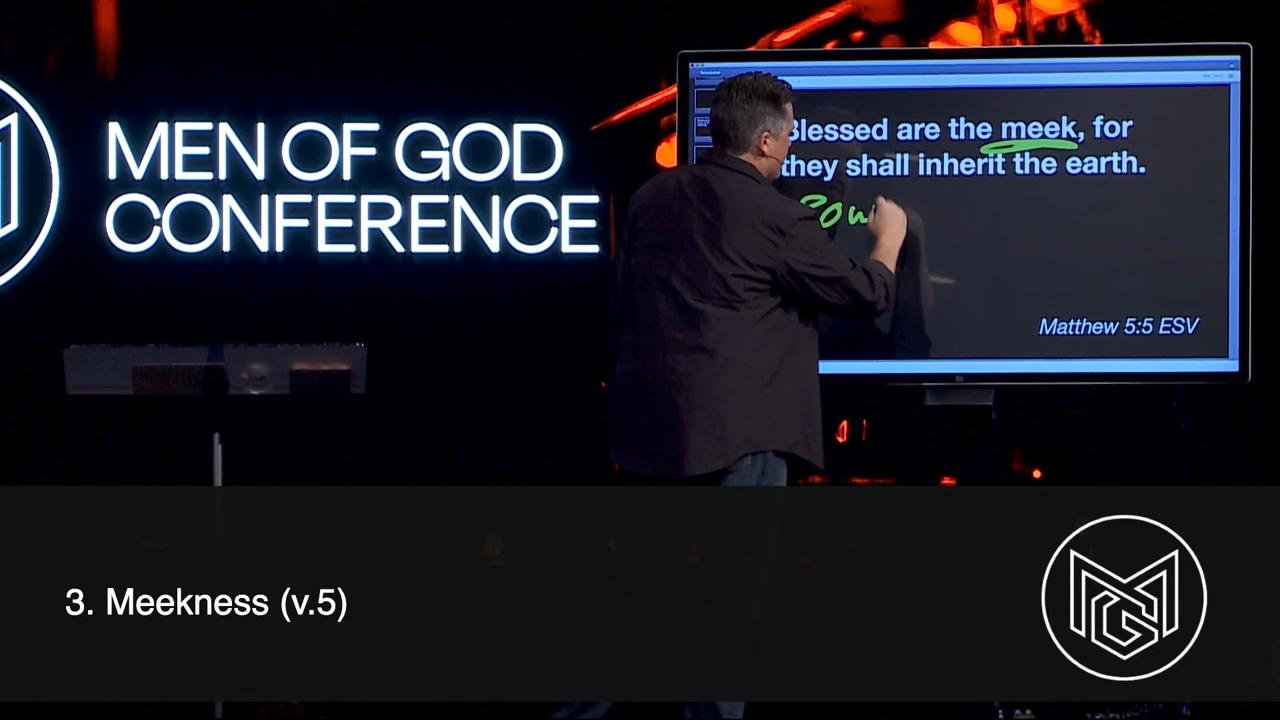 MEN OF GOD
CONFERENCE
Blessed are the meek, for
they shall inherit the earth.
Matthew 5:5 ESV
3. Meekness (v.5)